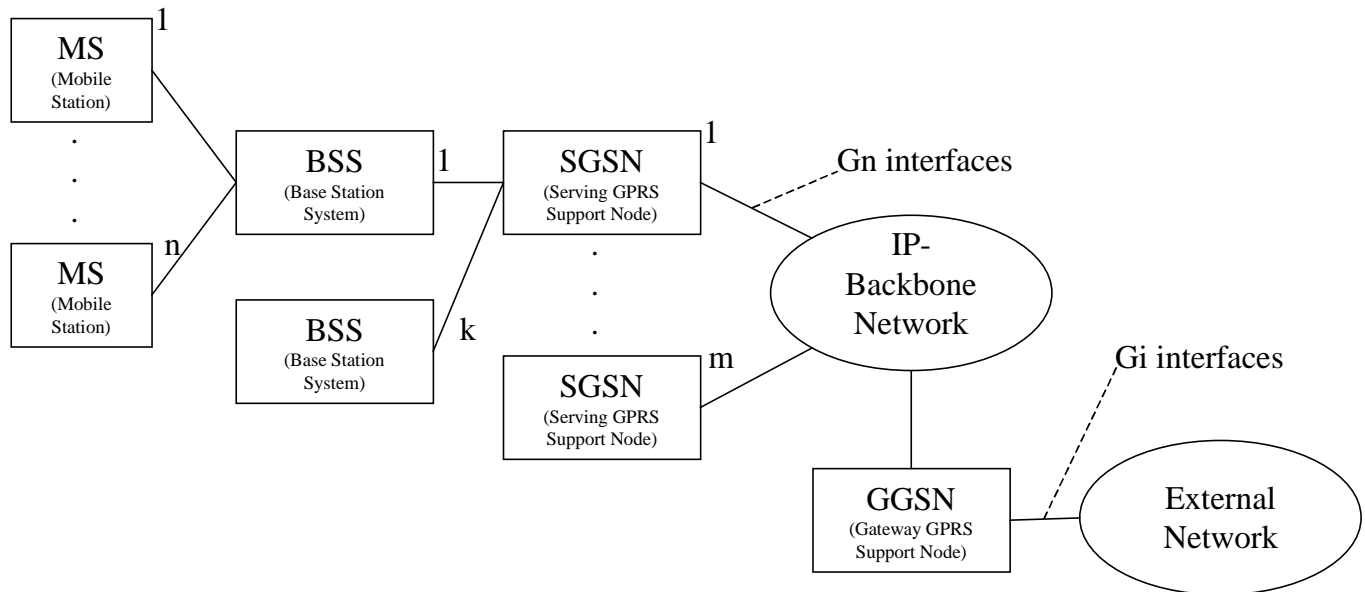 1
MS
(Mobile
Station)
.
.
.
n
MS
(Mobile
Station)
BSS
(Base Station
System)
1
BSS
(Base Station
System)
k
1
SGSN
(Serving GPRS
Support Node)
.
.
.
m
SGSN
(Serving GPRS
Support Node)
Gn interfaces
IP-
Backbone
Network
Gi interfaces
GGSN
(Gateway GPRS
Support Node)
External
Network